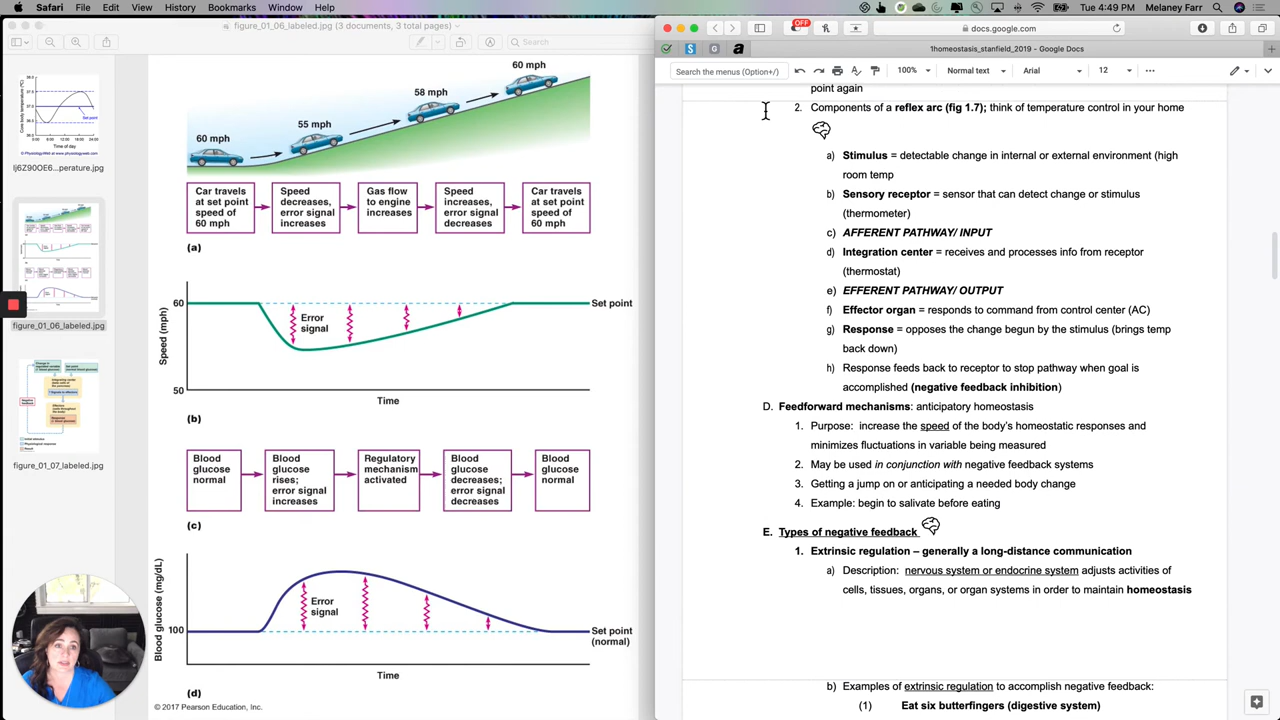 Preview File Edit View Go Tools Window Help
Tue 4:49 PM Melaney Farr
figure_01_06_labeled.jpg (3 documents, 3 total pages)
Search
Core body temperature (°C)
Set point
Time of day
lj6Z90OE6...perature.jpg
figure_01_06_labeled.jpg
figure_01_07_labeled.jpg
60 mph
58 mph
55 mph
60 mph
Car travels at set point speed of 60 mph
Speed decreases, error signal increases
Gas flow to engine increases
Speed increases, error signal decreases
Car travels at set point speed of 60 mph
(a)
60
Set point
Error signal
Speed (mph)
50
Time
(b)
Blood glucose normal
Blood glucose rises; error signal increases
Regulatory mechanism activated
Blood glucose decreases; error signal decreases
Blood glucose normal
(c)
Blood glucose (mg/dL)
Error signal
100
Set point (normal)
Time
(d)
© 2017 Pearson Education, Inc.
OFF
docs.google.com
1homeostasis_stanfield_2019 - Google Docs
Search the menus (Option+/)
100%
Normal text
Arial
12
point again
2. Components of a reflex arc (fig 1.7); think of temperature control in your home
a) Stimulus = detectable change in internal or external environment (high
room temp
b) Sensory receptor = sensor that can detect change or stimulus
(thermometer)
c) AFFERENT PATHWAY/ INPUT
d) Integration center = receives and processes info from receptor
(thermostat)
e) EFFERENT PATHWAY/ OUTPUT
f) Effector organ = responds to command from control center (AC)
g) Response = opposes the change begun by the stimulus (brings temp
back down)
h) Response feeds back to receptor to stop pathway when goal is
accomplished (negative feedback inhibition)
D. Feedforward mechanisms: anticipatory homeostasis
1. Purpose: increase the speed of the body's homeostatic responses and
minimizes fluctuations in variable being measured
2. May be used in conjunction with negative feedback systems
3. Getting a jump on or anticipating a needed body change
4. Example: begin to salivate before eating
E. Types of negative feedback
1. Extrinsic regulation – generally a long-distance communication
a) Description: nervous system or endocrine system adjusts activities of
cells, tissues, organs, or organ systems in order to maintain homeostasis
b) Examples of extrinsic regulation to accomplish negative feedback:
(1) Eat six butterfingers (digestive system)